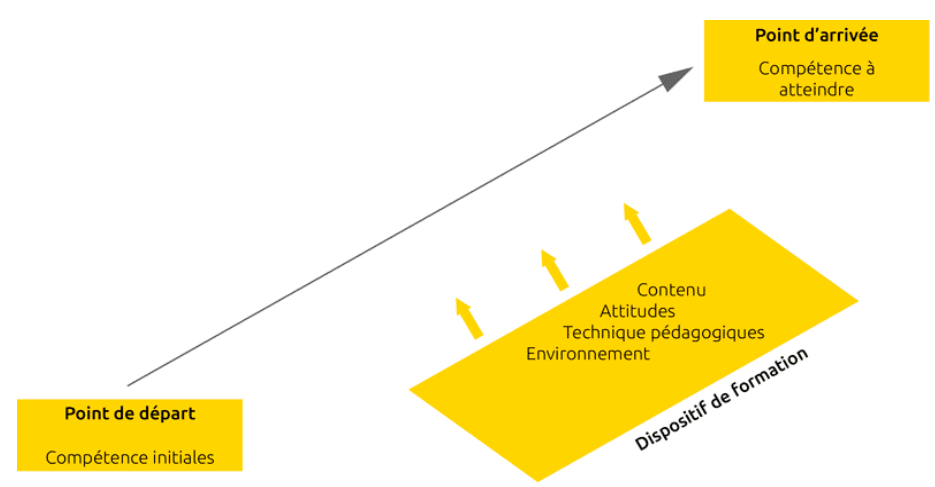 Point d'arrivée
Compétence à
atteindre
Contenu
Attitudes
Technique pédagogiques
Environnement
Dispositif de formation
Point de départ
Compétence initiales